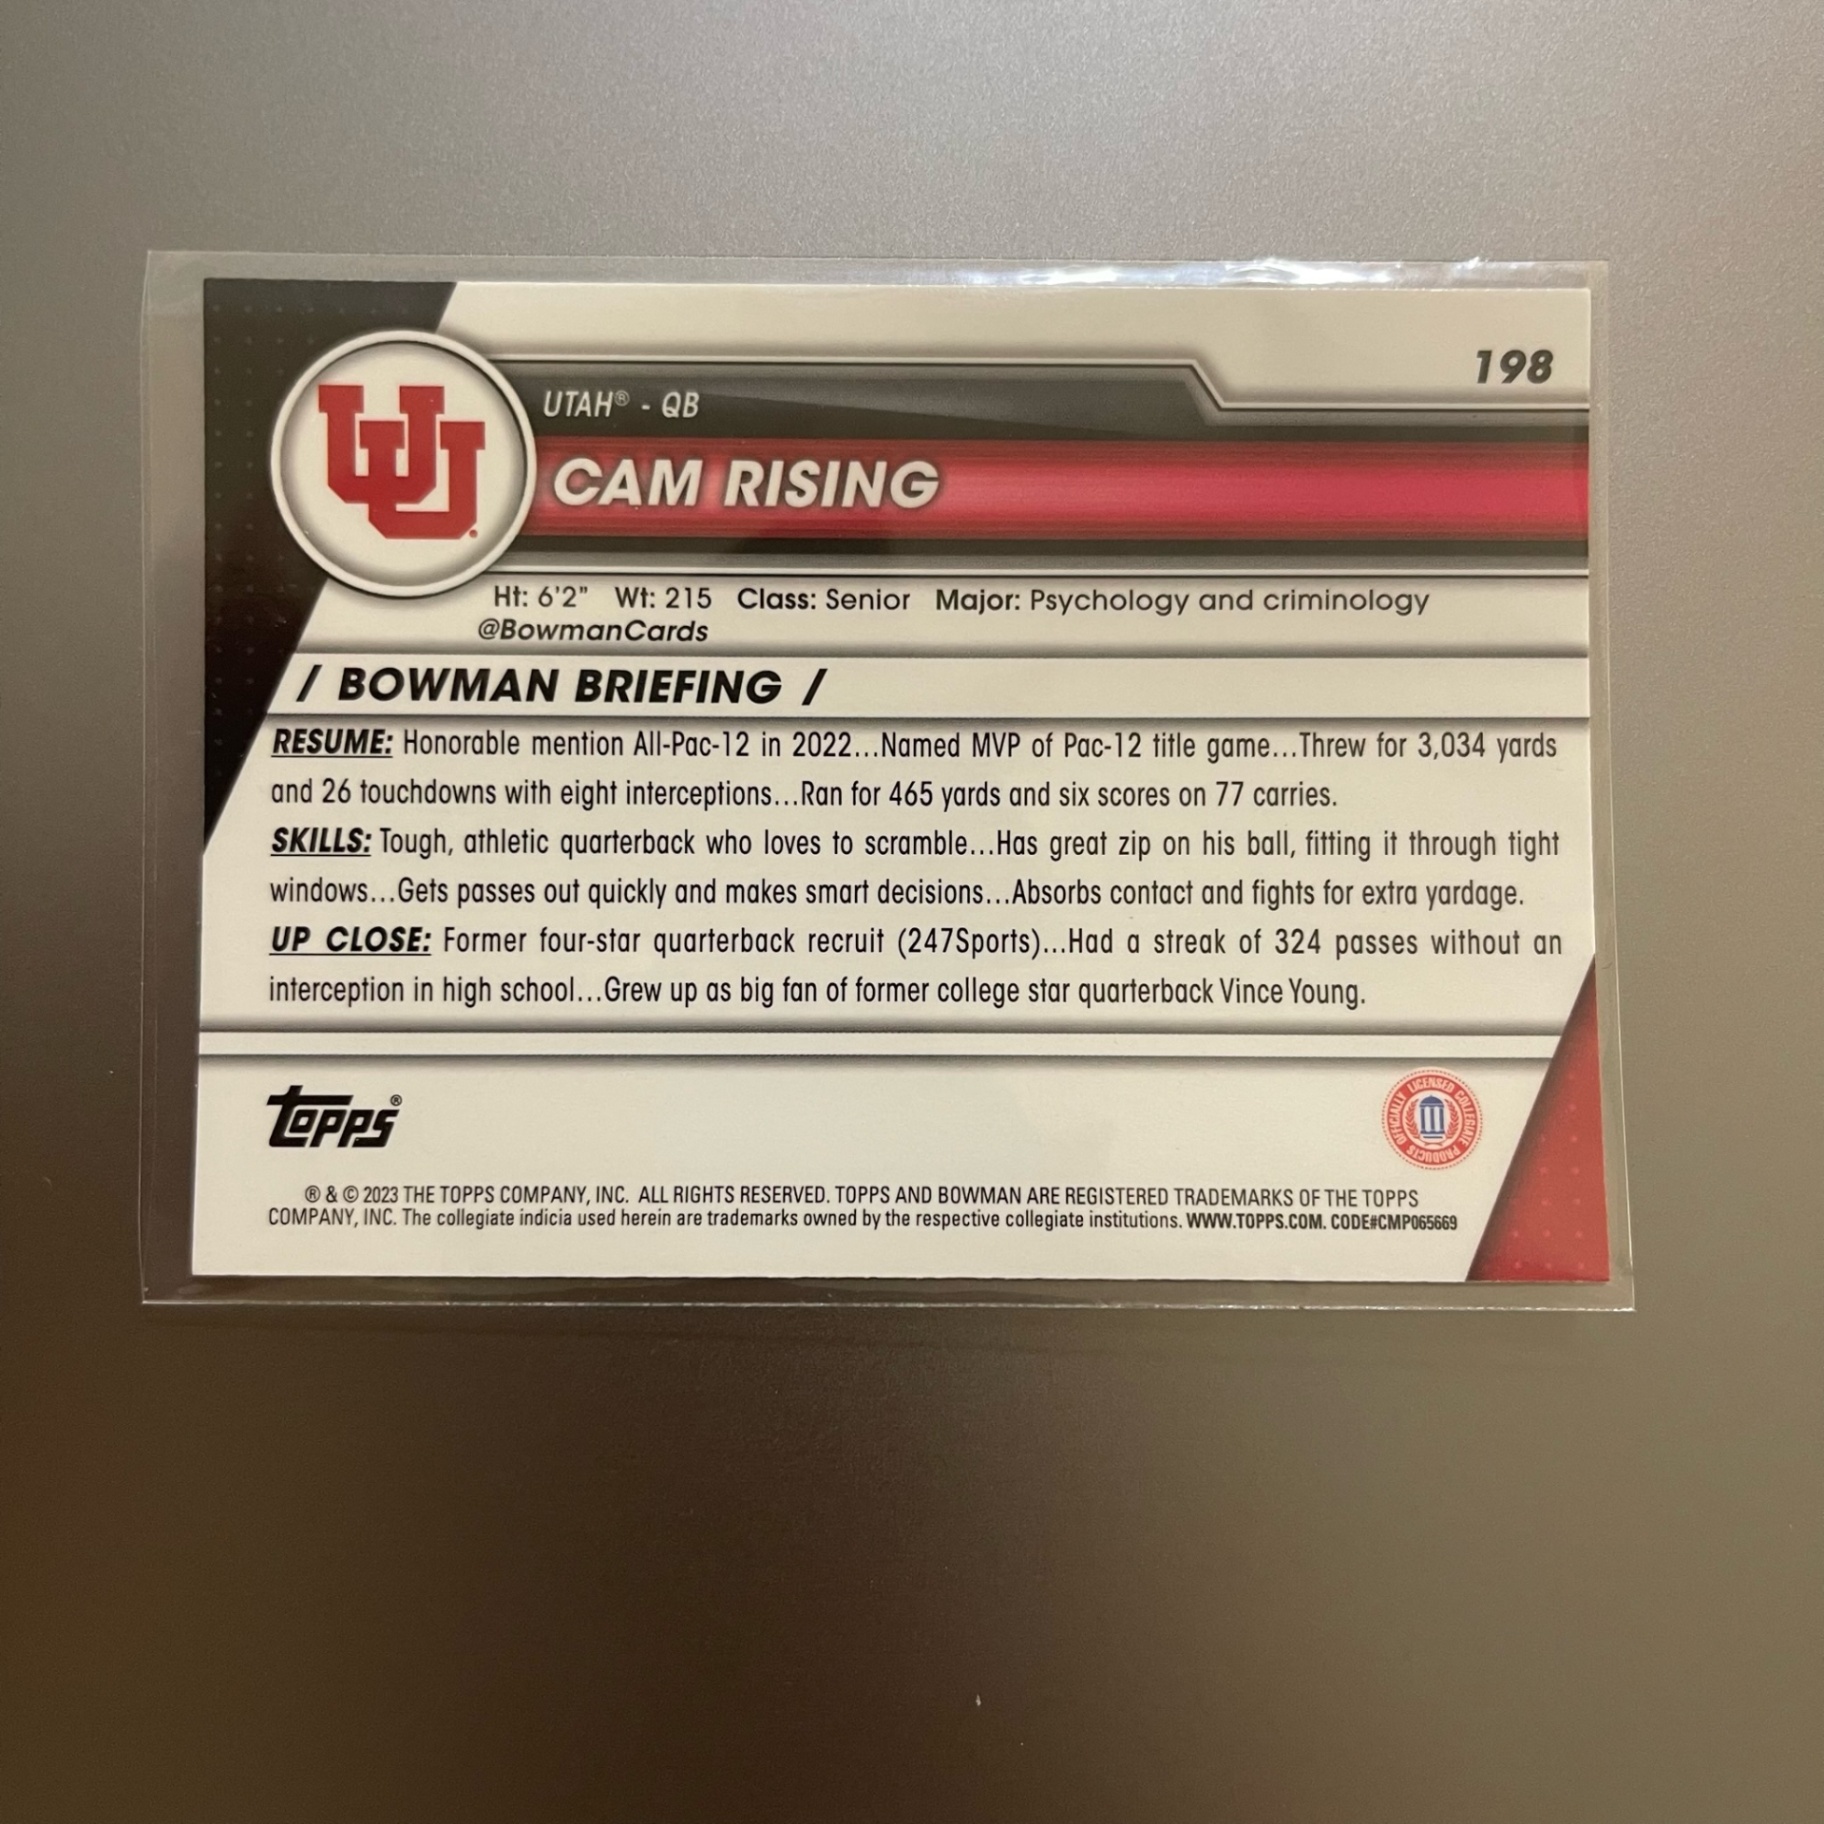 198
UTAH® - QB
CAM RISING
Ht: 6'2" Wt: 215 Class: Senior Major: Psychology and criminology
@BowmanCards
/ BOWMAN BRIEFING /
RESUME: Honorable mention All-Pac-12 in 2022...Named MVP of Pac-12 title game...Threw for 3,034 yards
and 26 touchdowns with eight interceptions...Ran for 465 yards and six scores on 77 carries.
SKILLS: Tough, athletic quarterback who loves to scramble...Has great zip on his ball, fitting it through tight
windows...Gets passes out quickly and makes smart decisions...Absorbs contact and fights for extra yardage.
UP CLOSE: Former four-star quarterback recruit (247Sports)...Had a streak of 324 passes without an
interception in high school...Grew up as big fan of former college star quarterback Vince Young.
topps®
OFFICIALLY LICENSED COLLEGIATE PRODUCTS
® & © 2023 THE TOPPS COMPANY, INC. ALL RIGHTS RESERVED. TOPPS AND BOWMAN ARE REGISTERED TRADEMARKS OF THE TOPPS
COMPANY, INC. The collegiate indicia used herein are trademarks owned by the respective collegiate institutions. WWW.TOPPS.COM. CODE#CMP065669